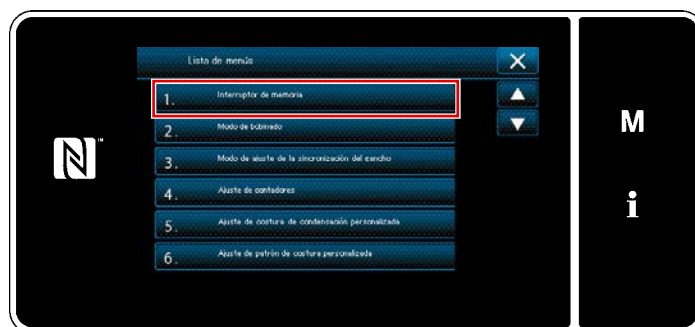 Lista de menús
1. Interruptor de memoria
2. Modo de bobinado
3. Modo de ajuste de la sincronización del gancho
4. Ajuste de contadores
5. Ajuste de costura de condensación personalizada
6. Ajuste de patrón de costura personalizada
N™
M
i